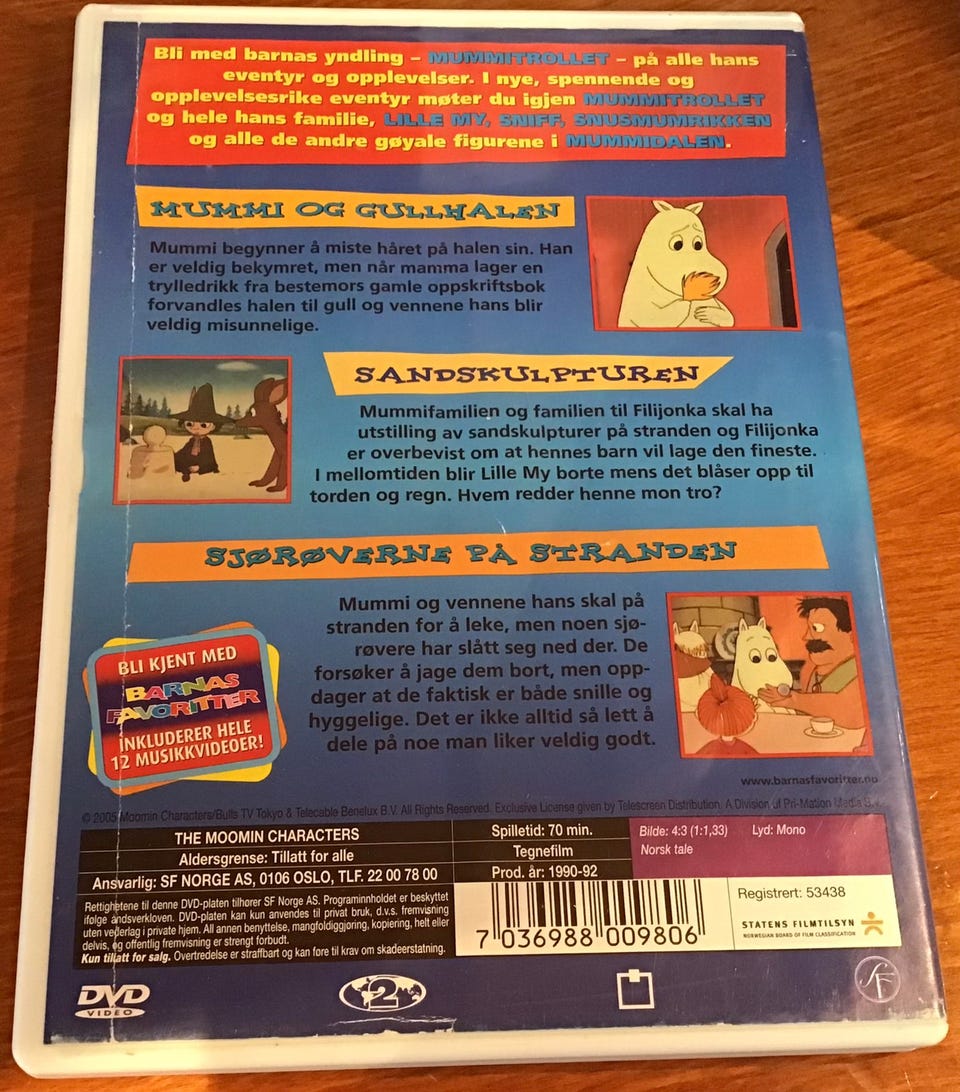 Bli med barnas yndling – MUMMITROLLET – på alle hans
eventyr og opplevelser. I nye, spennende og
opplevelsesrike eventyr møter du igjen MUMMITROLLET
og hele hans familie, LILLE MY, SNIFF, SNUSMUMRIKKEN
og alle de andre gøyale figurene i MUMMIDALEN.
MUMMI OG GULLHALEN
Mummi begynner å miste håret på halen sin. Han
er veldig bekymret, men når mamma lager en
trylledrikk fra bestemors gamle oppskriftsbok
forvandles halen til gull og vennene hans blir
veldig misunnelige.
SANDSKULPTUREN
Mummifamilien og familien til Filijonka skal ha
utstilling av sandskulpturer på stranden og Filijonka
er overbevist om at hennes barn vil lage den fineste.
I mellomtiden blir Lille My borte mens det blåser opp til
torden og regn. Hvem redder henne mon tro?
SJØRØVERNE PÅ STRANDEN
Mummi og vennene hans skal på
stranden for å leke, men noen sjø-
røvere har slått seg ned der. De
forsøker å jage dem bort, men opp-
dager at de faktisk er både snille og
hyggelige. Det er ikke alltid så lett å
dele på noe man liker veldig godt.
BLI KJENT MED
BARNAS
FAVORITTER
INKLUDERER HELE
12 MUSIKKVIDEOER!
www.barnasfavoritter.no
© 2005 Moomin Characters/Bulls TV Tokyo & Telecable Benelux B.V. All Rights Reserved. Exclusive License given by Telescreen Distribution. A Division of Pri-Mation Media B.V.
THE MOOMIN CHARACTERS
Aldersgrense: Tillatt for alle
Ansvarlig: SF NORGE AS, 0106 OSLO, TLF. 22 00 78 00
Spilletid: 70 min.
Tegnefilm
Prod. år: 1990-92
Bilde: 4:3 (1:1,33) Lyd: Mono
Norsk tale
Rettighetene til denne DVD-platen tilhører SF Norge AS. Programinnholdet er beskyttet
ifølge åndsverkloven. DVD-platen kan kun anvendes til privat bruk, d.v.s. fremvisning
uten vederlag i private hjem. All annen benyttelse, mangfoldiggjøring, kopiering, helt eller
delvis, og offentlig fremvisning er strengt forbudt.
Kun tillatt for salg. Overtredelse er straffbart og kan føre til krav om skadeerstatning.
7 036988 009806
Registrert: 53438
STATENS FILMTILSYN
NORWEGIAN BOARD OF FILM CLASSIFICATION
DVD
VIDEO
2
SF